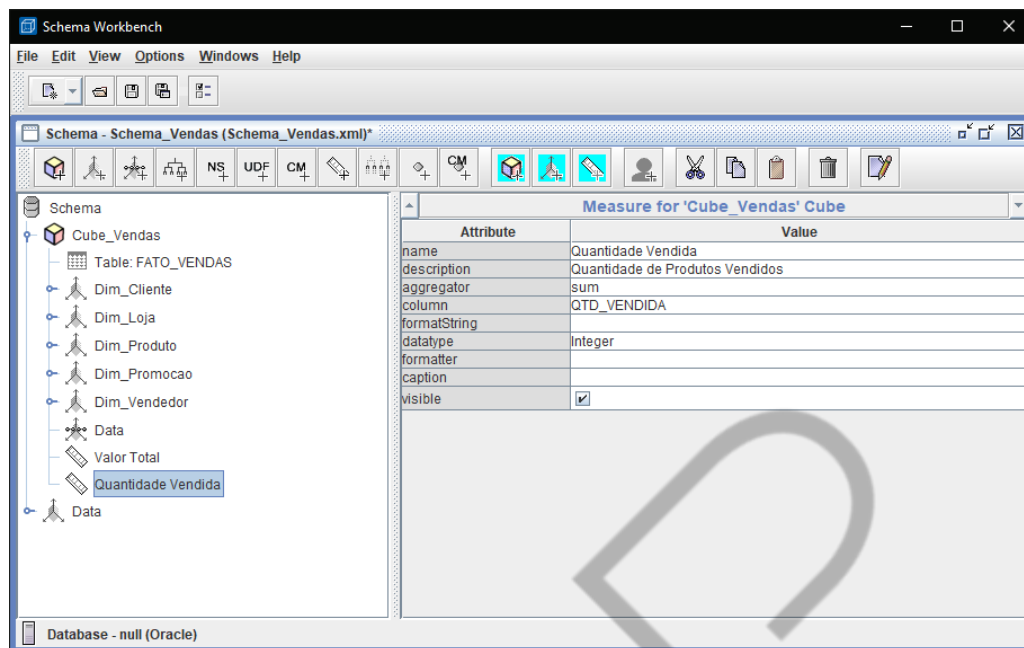 Schema Workbench
File Edit View Options Windows Help
Schema - Schema_Vendas (Schema_Vendas.xml)*
NS UDF CM CM
Schema
Cube_Vendas
Table: FATO_VENDAS
Dim_Cliente
Dim_Loja
Dim_Produto
Dim_Promocao
Dim_Vendedor
Data
Valor Total
Quantidade Vendida
Data
Measure for 'Cube_Vendas' Cube
Attribute Value
name Quantidade Vendida
description Quantidade de Produtos Vendidos
aggregator sum
column QTD_VENDIDA
formatString
datatype Integer
formatter
caption
visible
Database - null (Oracle)